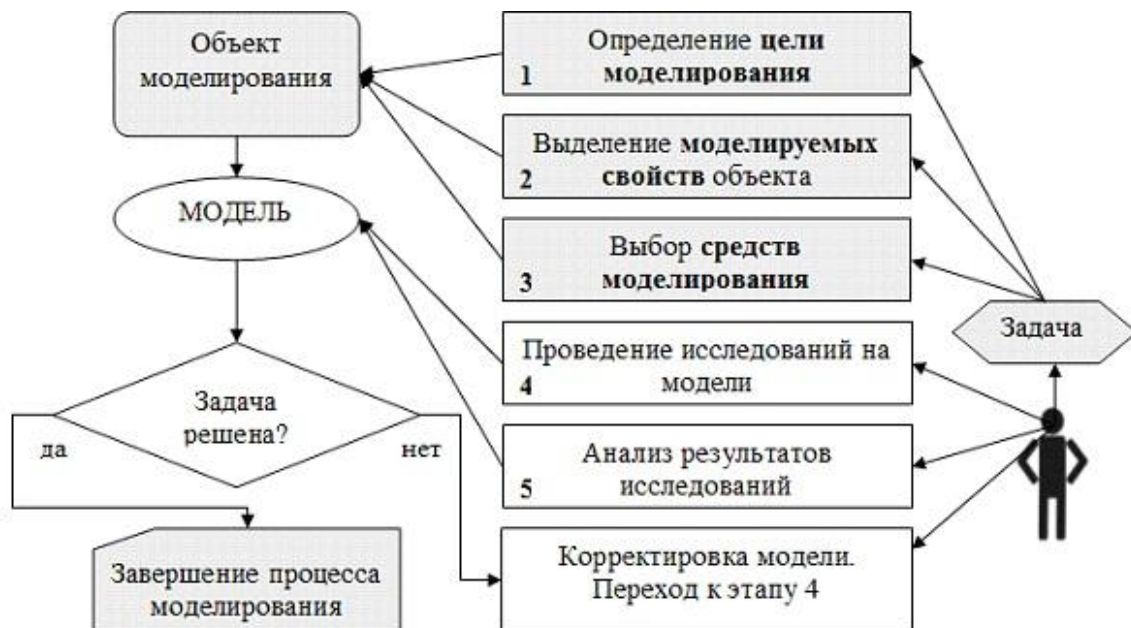 Объект
моделирования
МОДЕЛЬ
Задача
решена?
да
нет
Завершение процесса
моделирования
Определение цели
1 моделирования
Выделение моделируемых
2 свойств объекта
Выбор средств
3 моделирования
Проведение исследований на
4 модели
Анализ результатов
5 исследований
Корректировка модели.
Переход к этапу 4
Задача